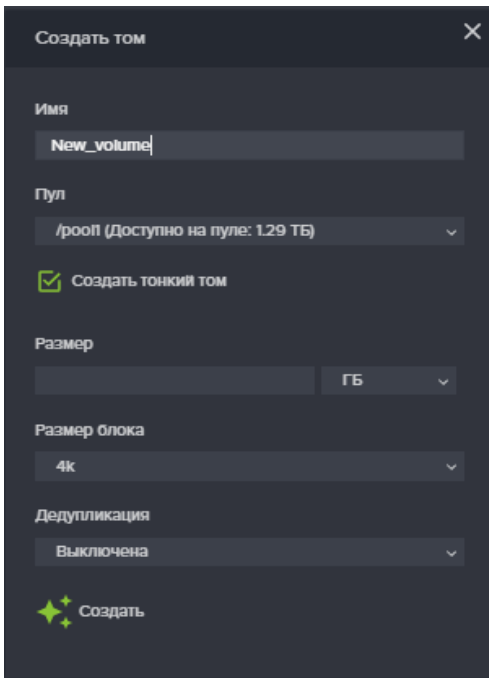 Создать том
Имя
New_volume
Пул
/pool1 (Доступно на пуле: 1.29 ТБ)
Создать тонкий том
Размер
ГБ
Размер блока
4k
Дедупликация
Выключена
Создать